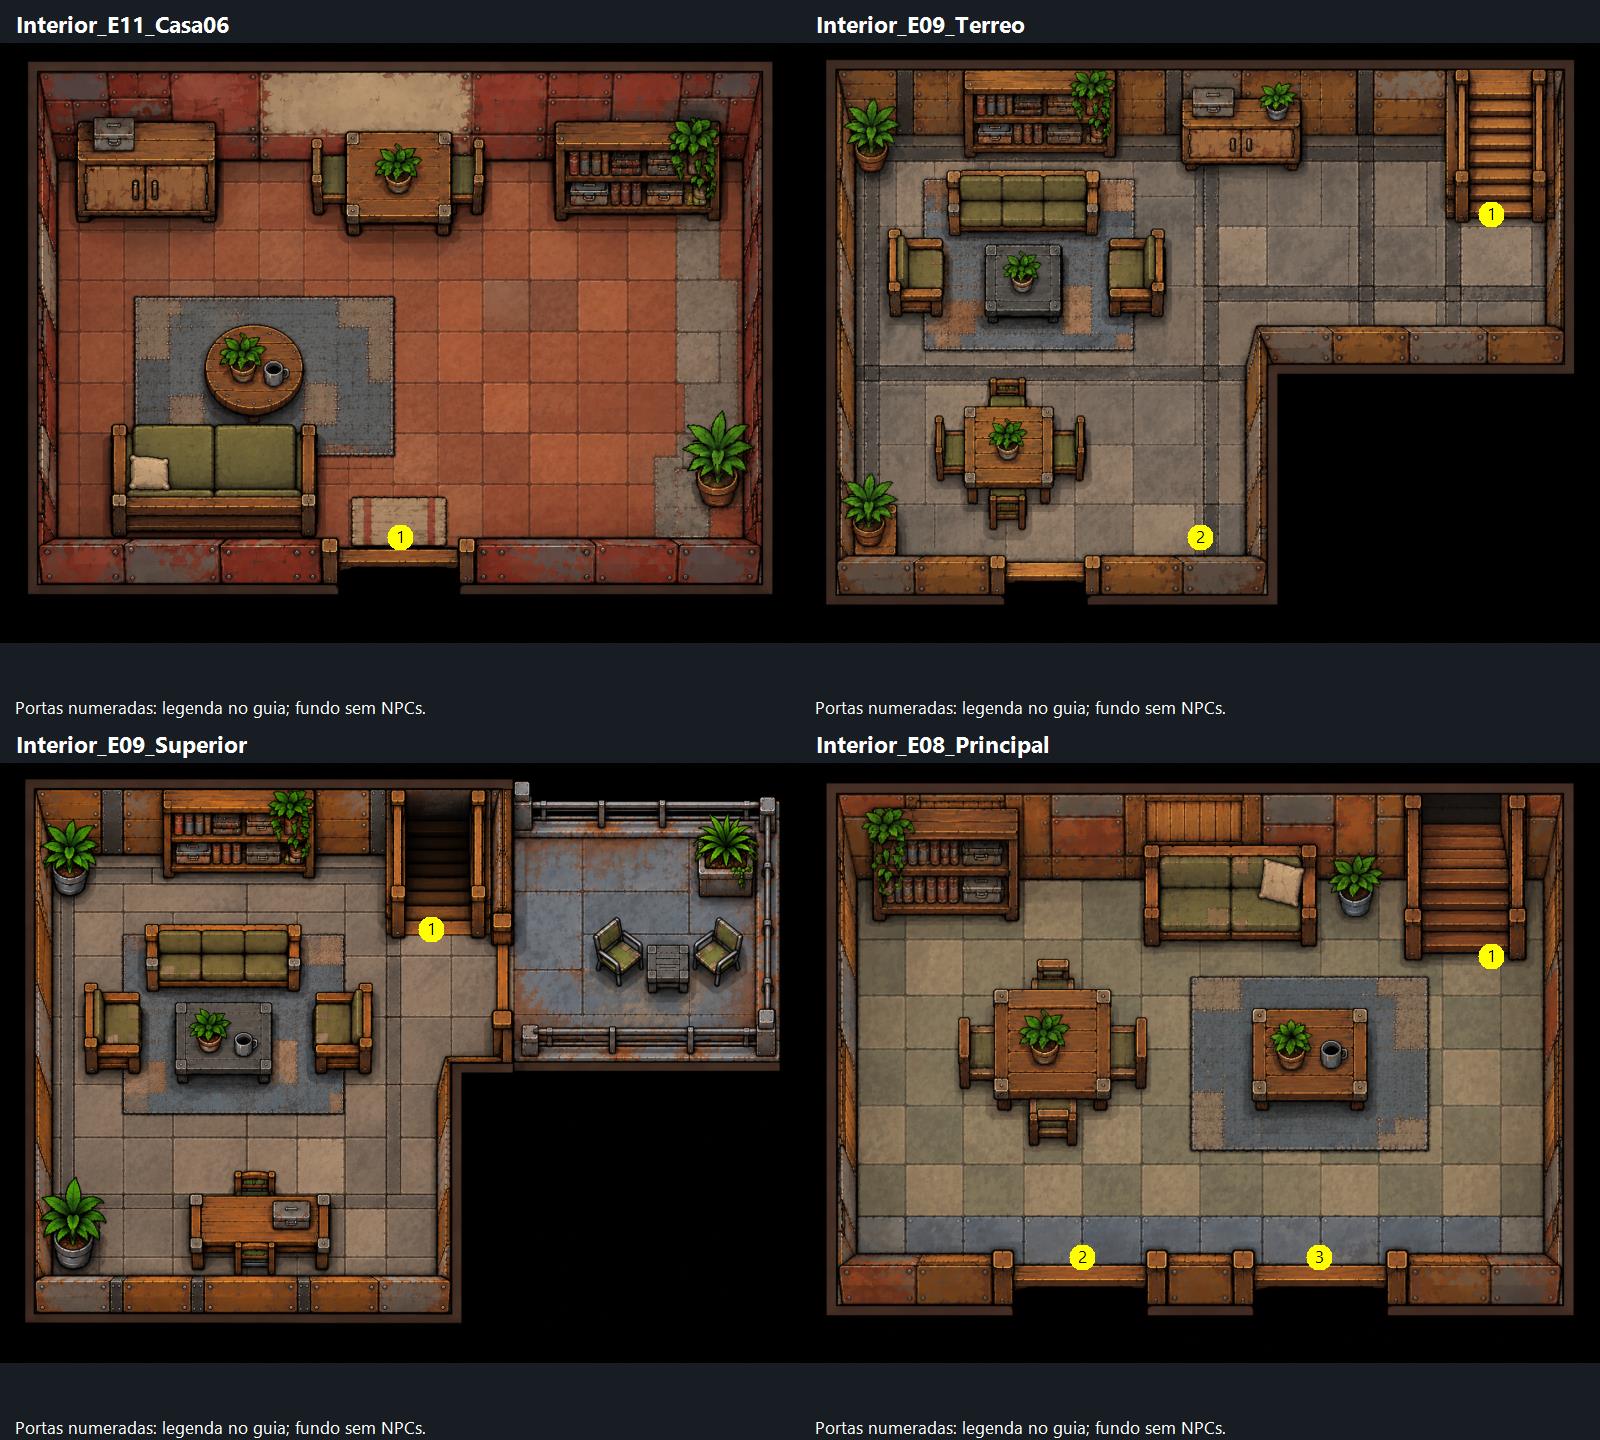 Interior_E11_Casa06
1
Portas numeradas: legenda no guia; fundo sem NPCs.
Interior_E09_Terreo
1
2
Portas numeradas: legenda no guia; fundo sem NPCs.
Interior_E09_Superior
1
Portas numeradas: legenda no guia; fundo sem NPCs.
Interior_E08_Principal
1
2
3
Portas numeradas: legenda no guia; fundo sem NPCs.